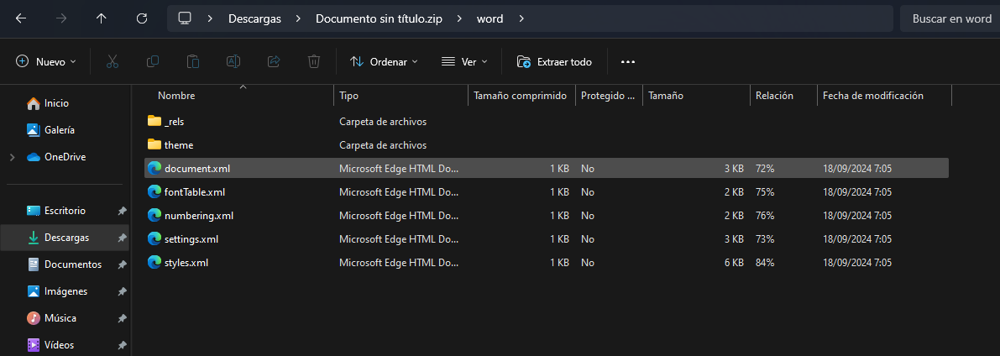 Descargas > Documento sin título.zip > word >
Buscar en word
Nuevo
Ordenar
Ver
Extraer todo
Inicio
Galería
OneDrive
Escritorio
Descargas
Documentos
Imágenes
Música
Vídeos
Nombre Tipo Tamaño comprimido Protegido ... Tamaño Relación Fecha de modificación
_rels Carpeta de archivos
theme Carpeta de archivos
document.xml Microsoft Edge HTML Do... 1 KB No 3 KB 72% 18/09/2024 7:05
fontTable.xml Microsoft Edge HTML Do... 1 KB No 2 KB 75% 18/09/2024 7:05
numbering.xml Microsoft Edge HTML Do... 1 KB No 2 KB 76% 18/09/2024 7:05
settings.xml Microsoft Edge HTML Do... 1 KB No 3 KB 73% 18/09/2024 7:05
styles.xml Microsoft Edge HTML Do... 1 KB No 6 KB 84% 18/09/2024 7:05